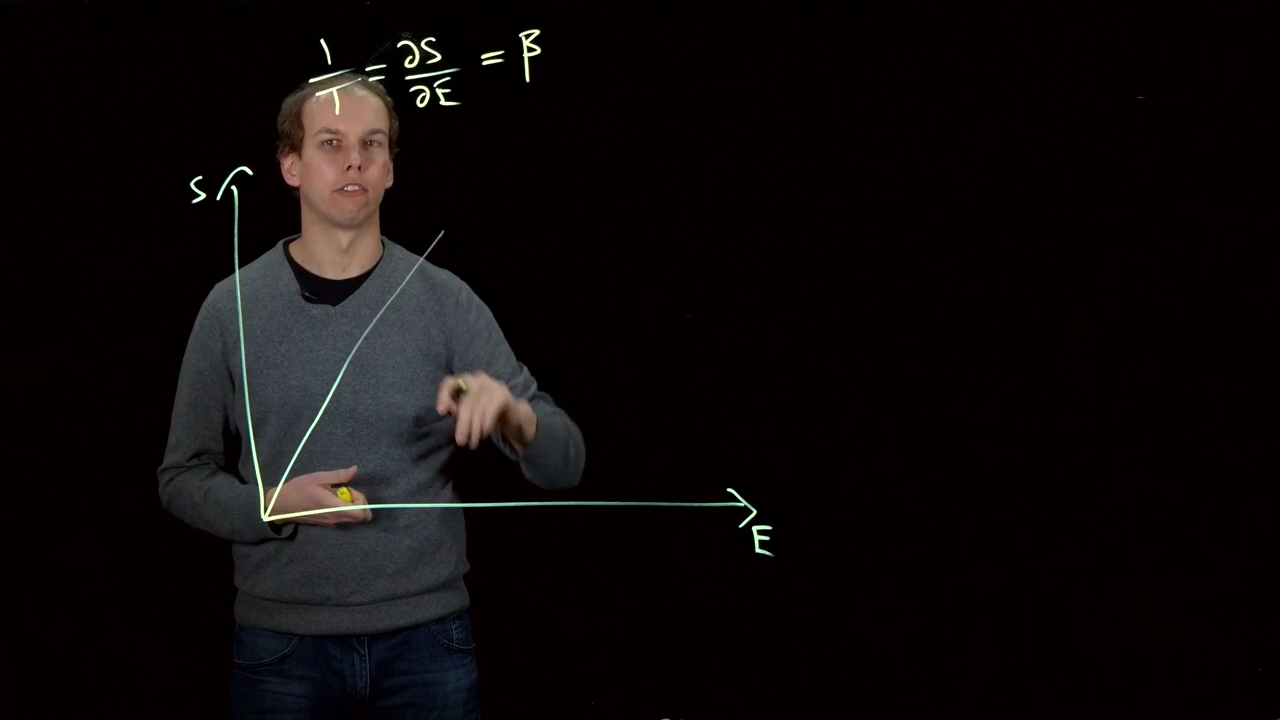 1/T = ∂S/∂E = β
S
E